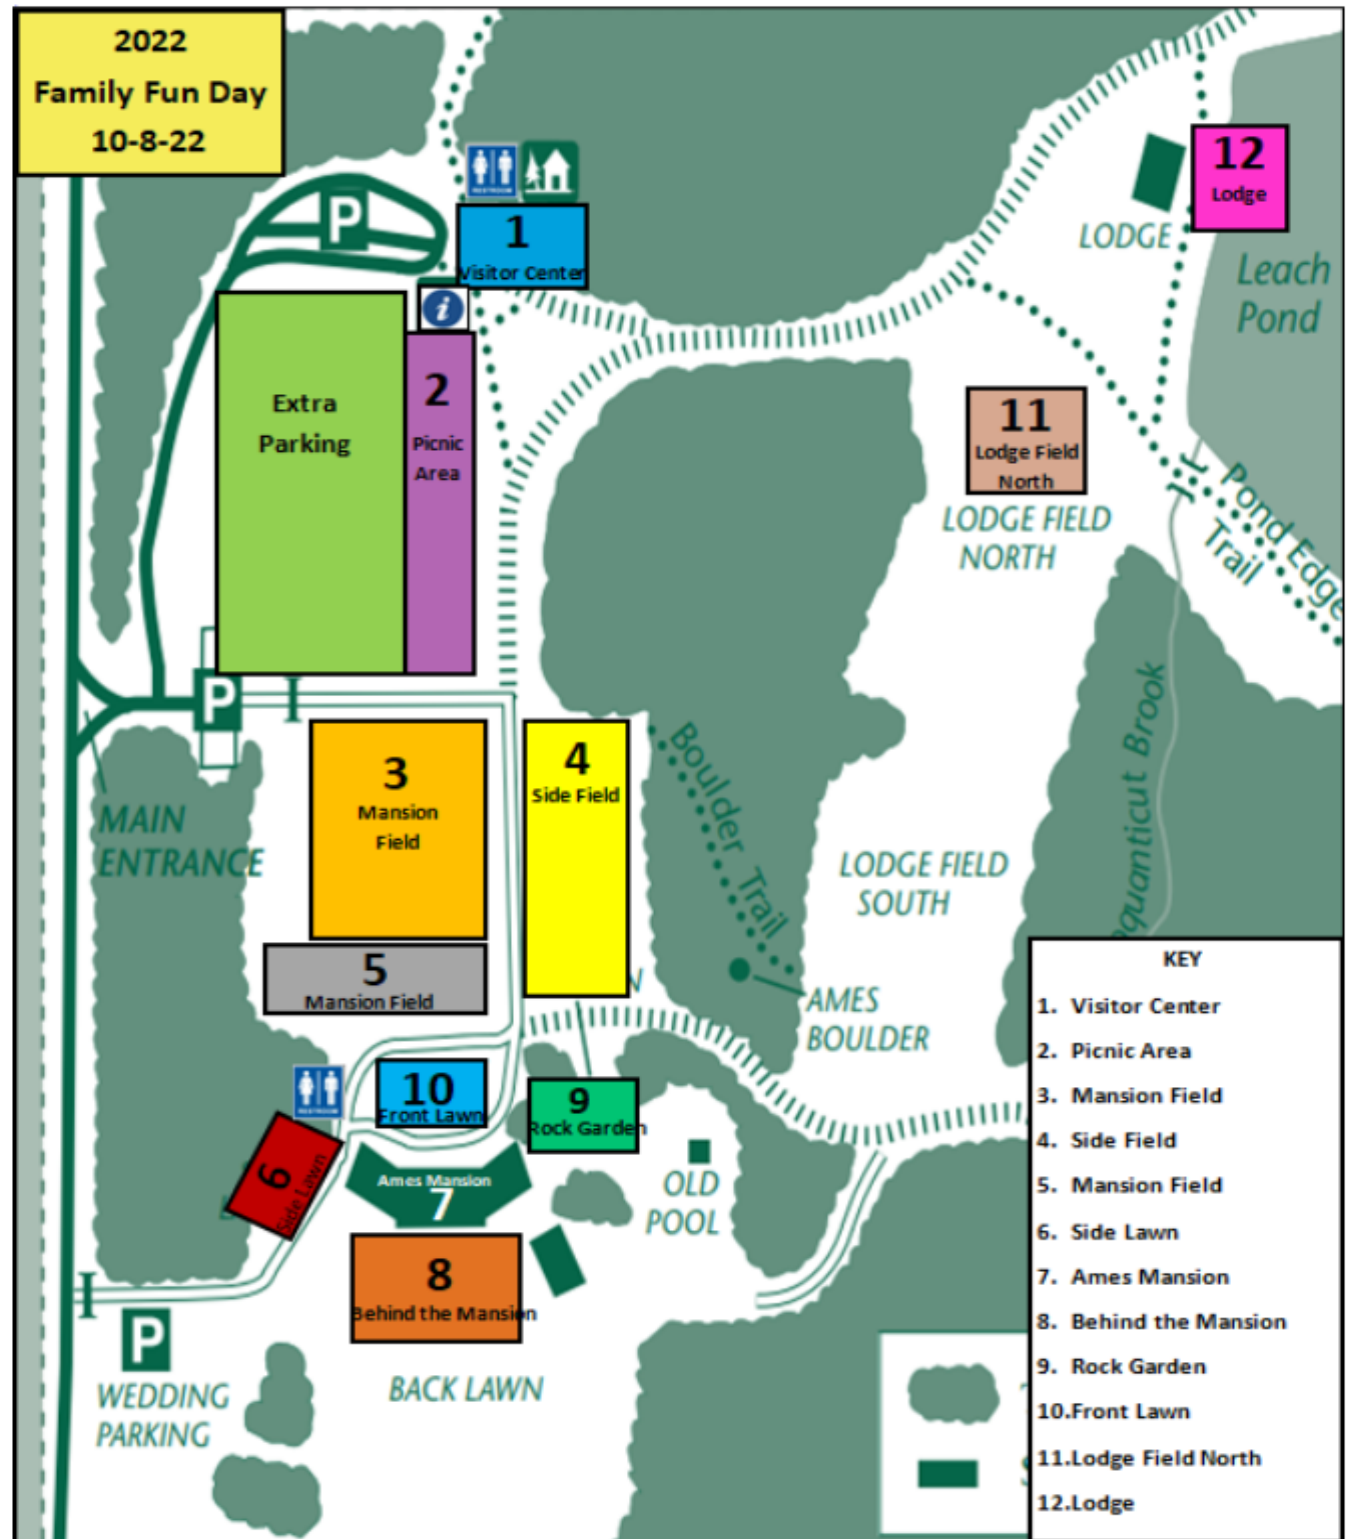 2022
Family Fun Day
10-8-22
P
RESTROOM
1
Visitor Center
i
12
Lodge
LODGE
Leach
Pond
Extra
Parking
2
Picnic
Area
11
Lodge Field
North
LODGE FIELD
NORTH
Pond Edge
Trail
P
I
MAIN
ENTRANCE
3
Mansion
Field
4
Side Field
Boulder Trail
LODGE FIELD
SOUTH
Brook
5
Mansion Field
N
AMES
BOULDER
RESTROOM
10
Front Lawn
9
Rock Garden
6
Side Lawn
Ames Mansion
7
OLD
POOL
8
Behind the Mansion
I
P
WEDDING
PARKING
BACK LAWN
KEY
1. Visitor Center
2. Picnic Area
3. Mansion Field
4. Side Field
5. Mansion Field
6. Side Lawn
7. Ames Mansion
8. Behind the Mansion
9. Rock Garden
10.Front Lawn
11.Lodge Field North
12.Lodge